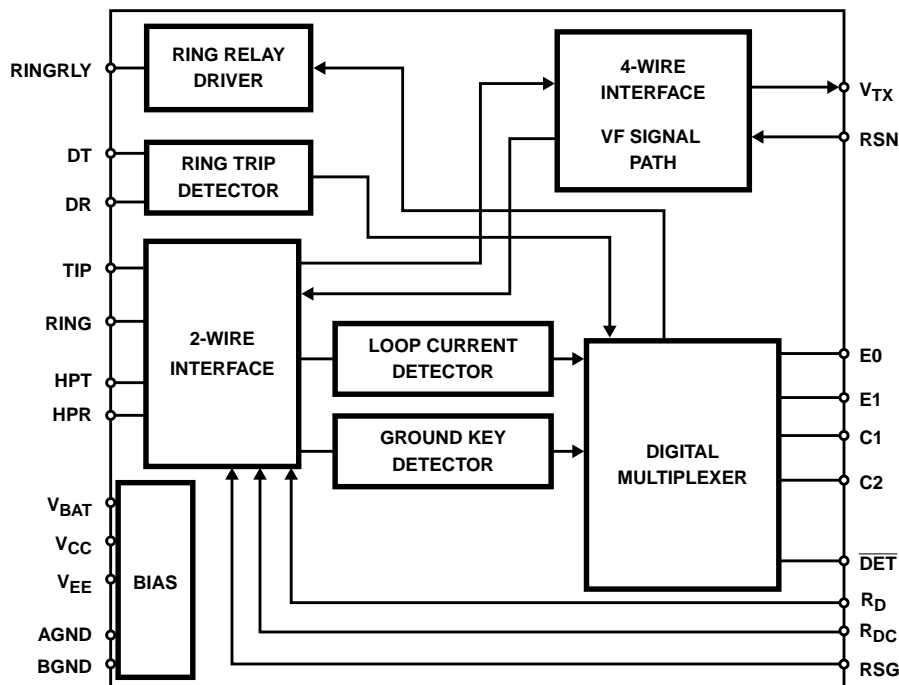 RINGRLY
RING RELAY
DRIVER
4-WIRE
INTERFACE
VF SIGNAL
PATH
VTX
RSN
DT
DR
RING TRIP
DETECTOR
TIP
RING
HPT
HPR
2-WIRE
INTERFACE
LOOP CURRENT
DETECTOR
GROUND KEY
DETECTOR
DIGITAL
MULTIPLEXER
E0
E1
C1
C2
DET
RD
RDC
RSG
VBAT
VCC
VEE
AGND
BGND
BIAS